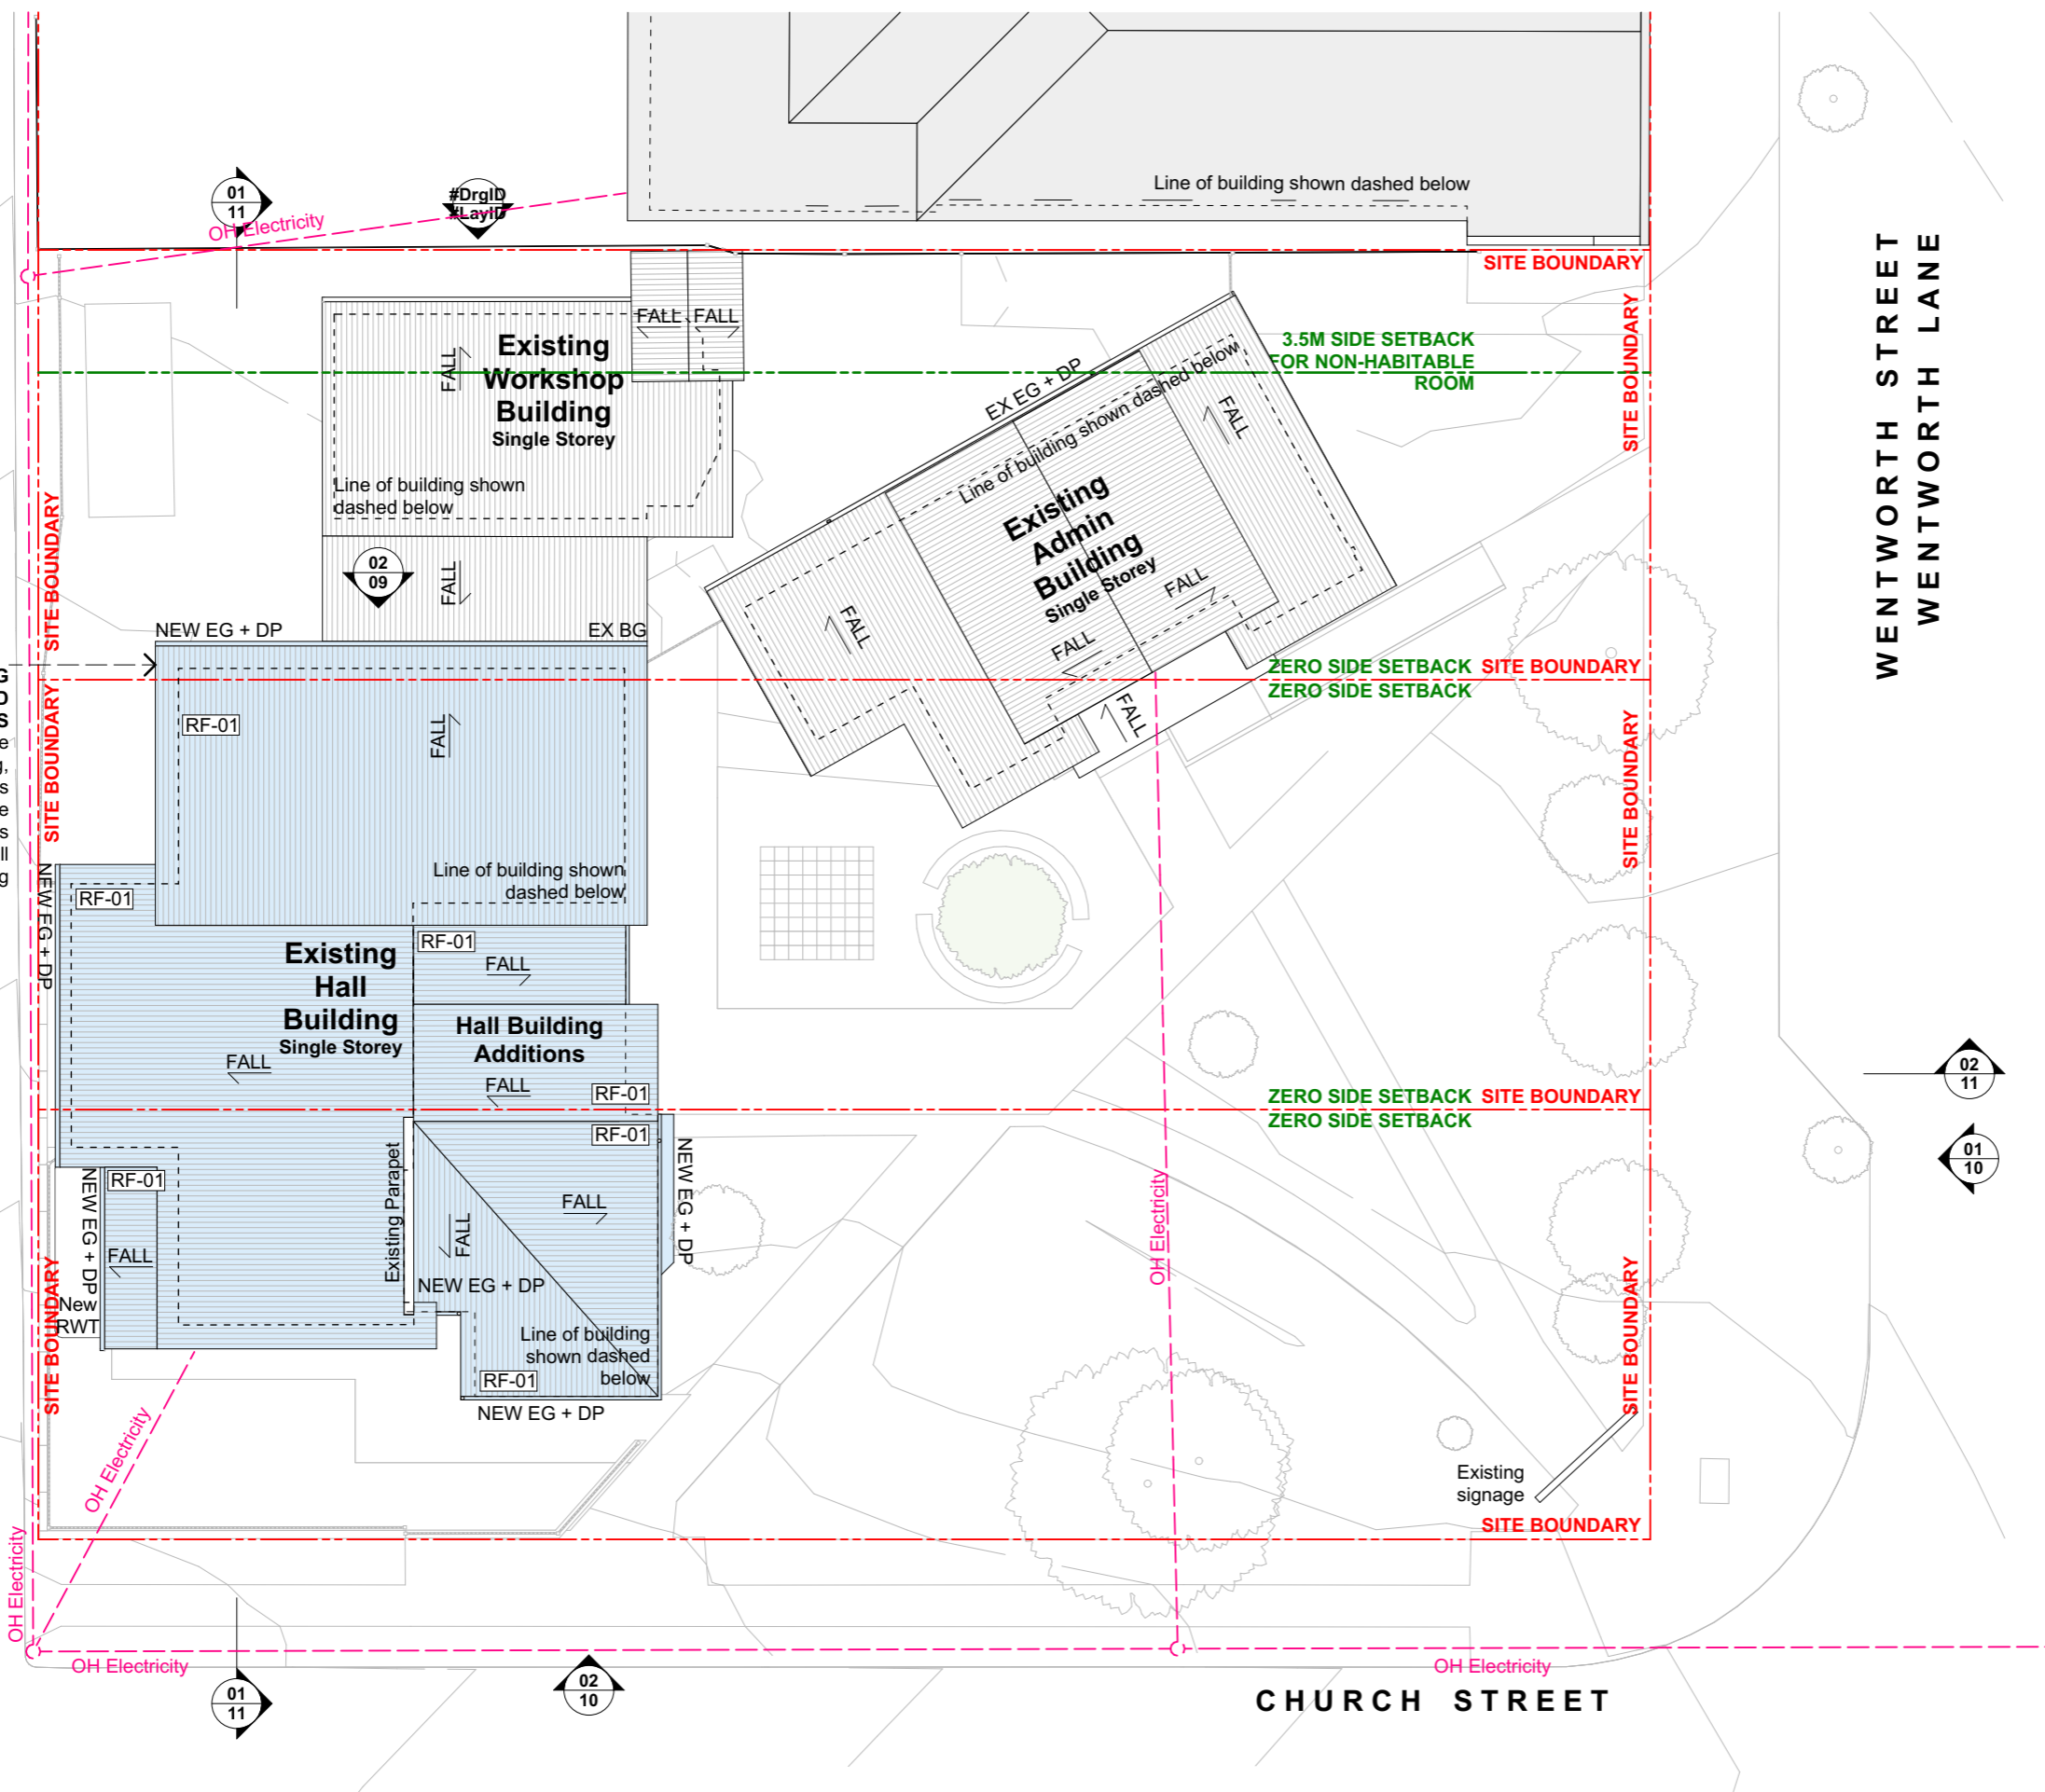 Line of building shown dashed below
01
11
#DrgID
#LayID
OH Electricity
SITE BOUNDARY
SITE BOUNDARY
WENTWORTH STREET
WENTWORTH LANE
FALL
FALL
Existing
Workshop
Building
Single Storey
FALL
Line of building shown
dashed below
3.5M SIDE SETBACK
FOR NON-HABITABLE
ROOM
EX EG + DP
Line of building shown dashed below
FALL
Existing
Admin
Building
Single Storey
FALL
FALL
FALL
FALL
SITE BOUNDARY
02
09
FALL
NEW EG + DP
EX BG
G
D
S
e
g,
s
e
s
ll
g
SITE BOUNDARY
RF-01
FALL
ZERO SIDE SETBACK
SITE BOUNDARY
ZERO SIDE SETBACK
SITE BOUNDARY
Line of building shown
dashed below
NEW EG + DP
RF-01
Existing
Hall
Building
Single Storey
FALL
RF-01
FALL
Hall Building
Additions
FALL
RF-01
ZERO SIDE SETBACK
SITE BOUNDARY
ZERO SIDE SETBACK
02
11
01
10
RF-01
NEW EG + DP
RF-01
NEW EG + DP
FALL
New
RWT
SITE BOUNDARY
Existing Parapet
FALL
FALL
NEW EG + DP
Line of building
shown dashed
below
RF-01
NEW EG + DP
OH Electricity
SITE BOUNDARY
Existing
signage
SITE BOUNDARY
OH Electricity
OH Electricity
OH Electricity
OH Electricity
01
11
02
10
CHURCH STREET